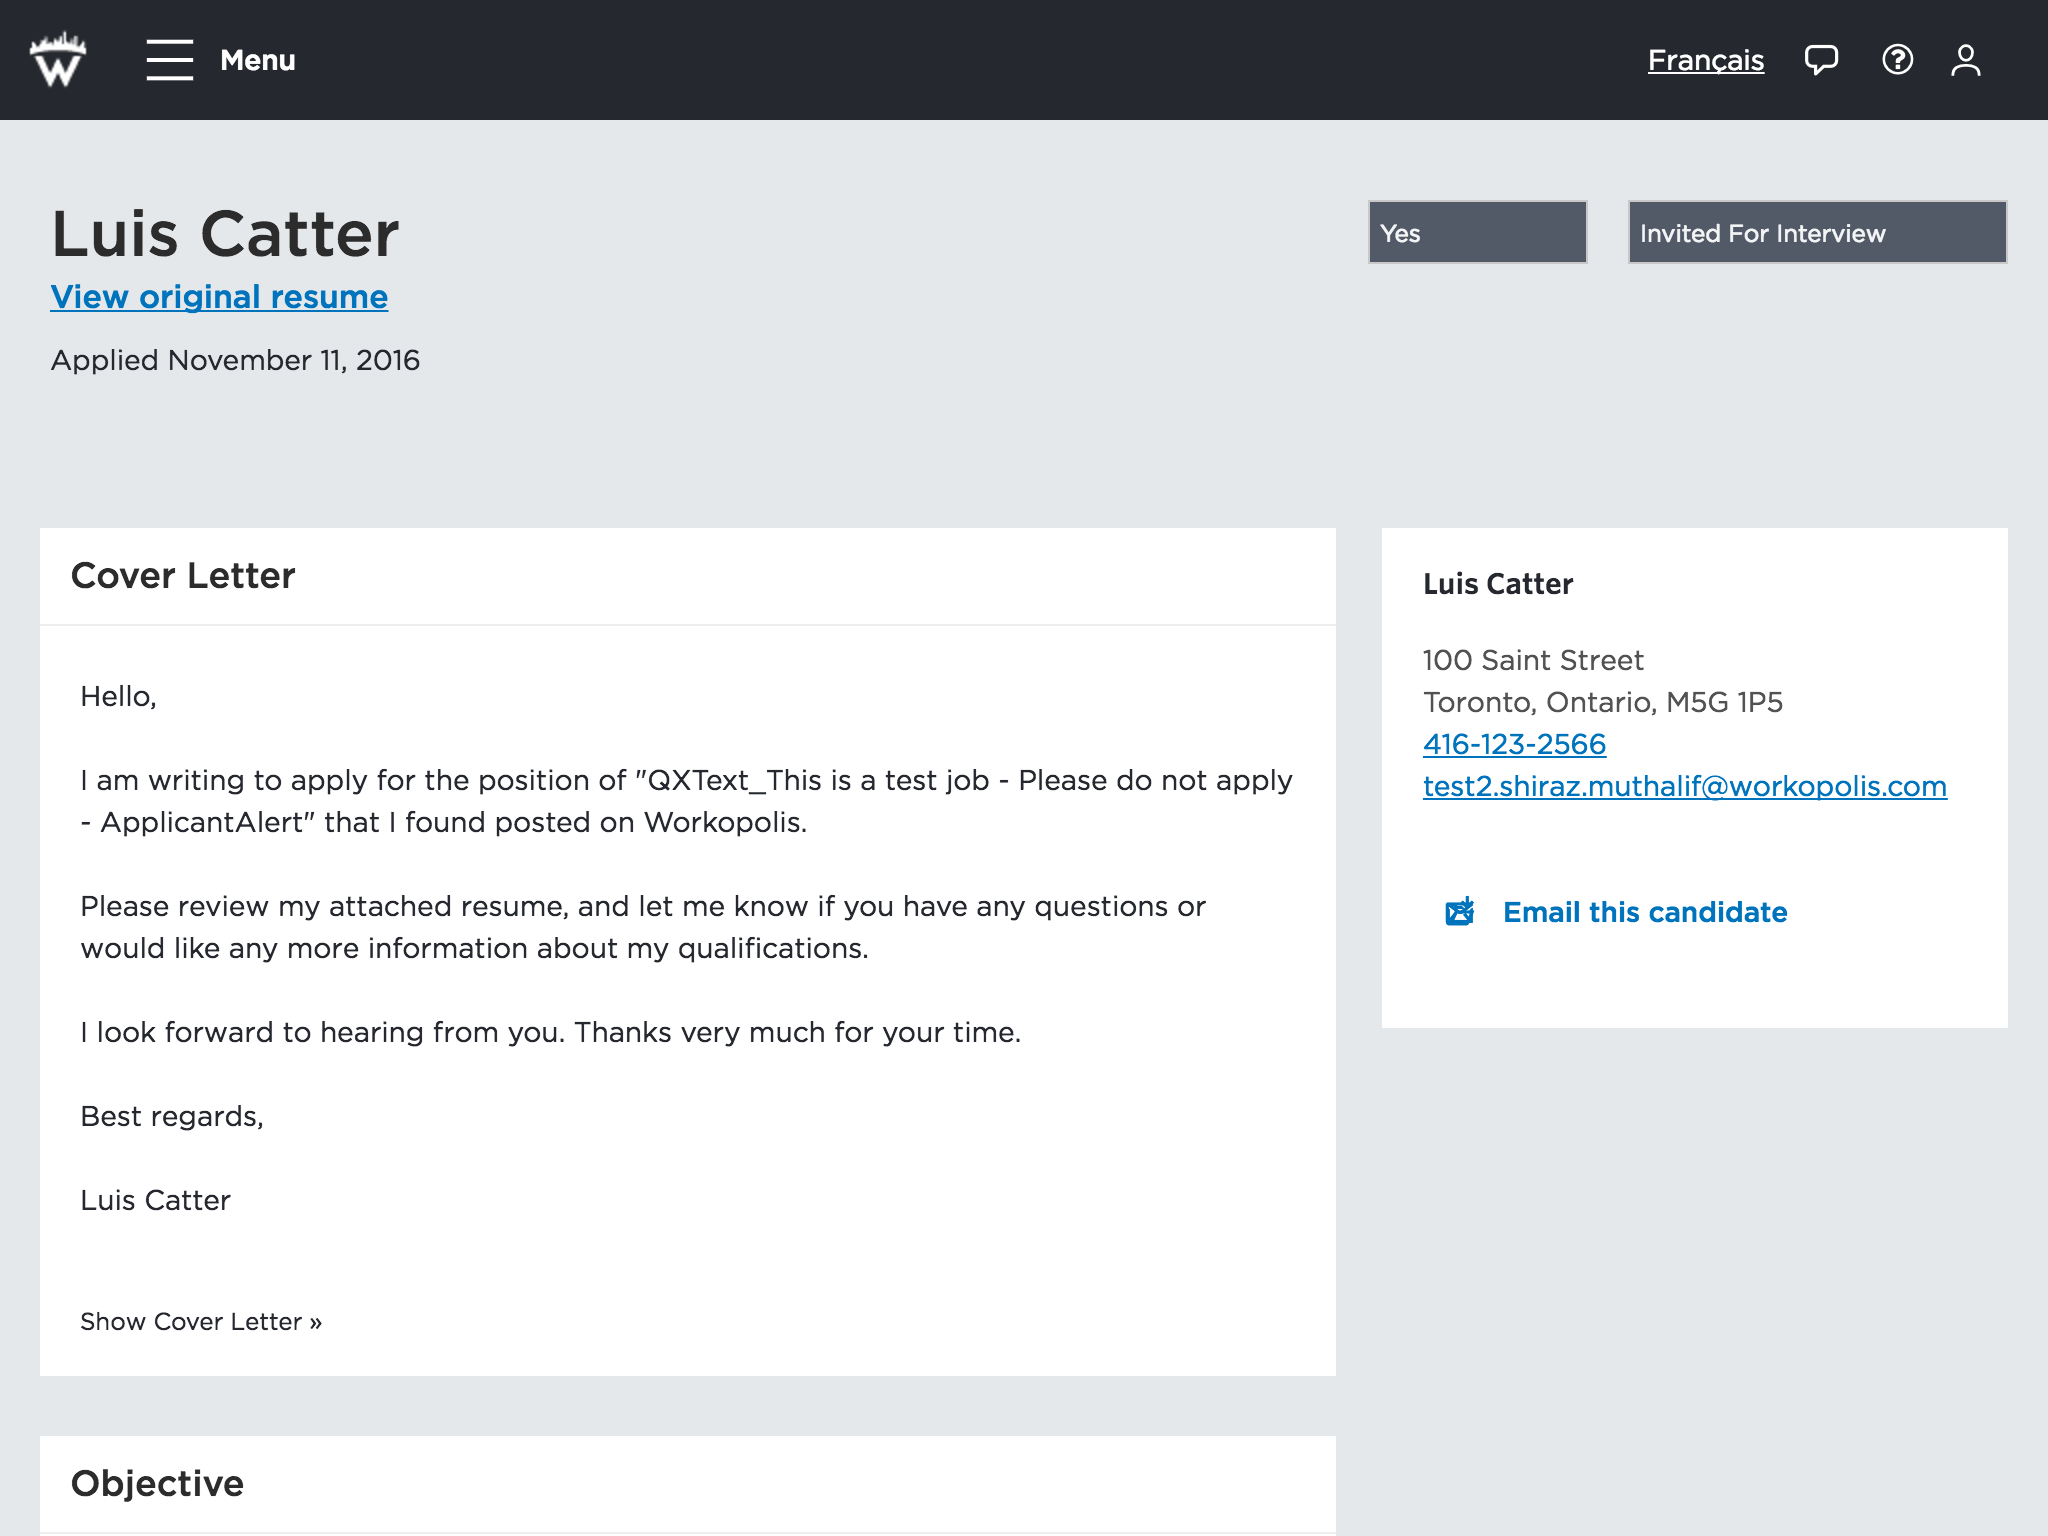 Menu
Français
Luis Catter
Yes
Invited For Interview
View original resume
Applied November 11, 2016
Cover Letter
Hello,
I am writing to apply for the position of "QXText_This is a test job - Please do not apply
- ApplicantAlert" that I found posted on Workopolis.
Please review my attached resume, and let me know if you have any questions or
would like any more information about my qualifications.
I look forward to hearing from you. Thanks very much for your time.
Best regards,
Luis Catter
Show Cover Letter »
Luis Catter
100 Saint Street
Toronto, Ontario, M5G 1P5
416-123-2566
test2.shiraz.muthalif@workopolis.com
Email this candidate
Objective